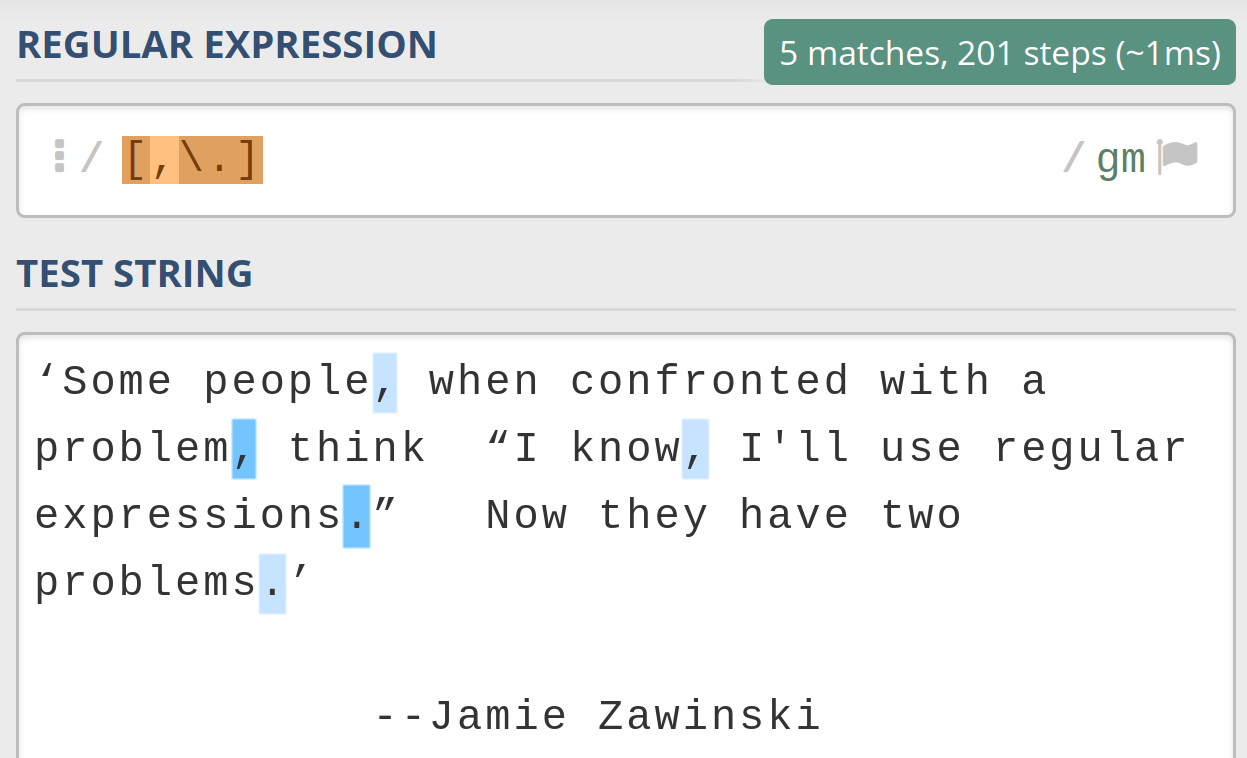 REGULAR EXPRESSION
5 matches, 201 steps (~1ms)
/ [,\.]
/ gm
TEST STRING
‘Some people, when confronted with a
problem, think  “I know, I'll use regular
expressions.”   Now they have two
problems.’
--Jamie Zawinski